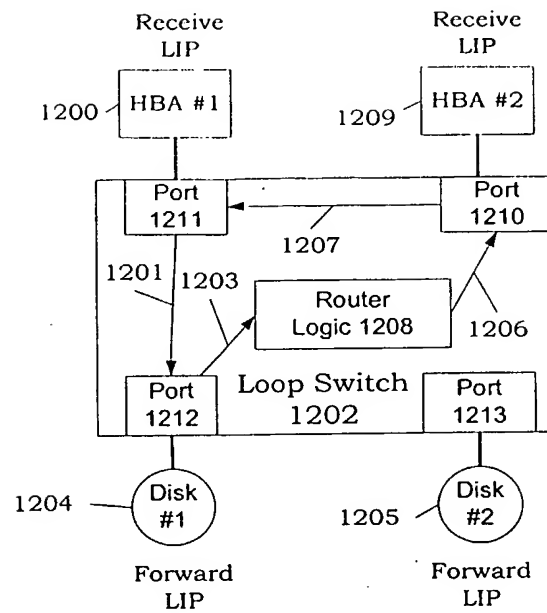 Receive
LIP
Receive
LIP
1200
HBA #1
1209
HBA #2
Port
1211
Port
1210
1207
1201
1203
Router
Logic 1208
1206
Port
1212
Loop Switch
1202
Port
1213
1204
Disk
#1
1205
Disk
#2
Forward
LIP
Forward
LIP